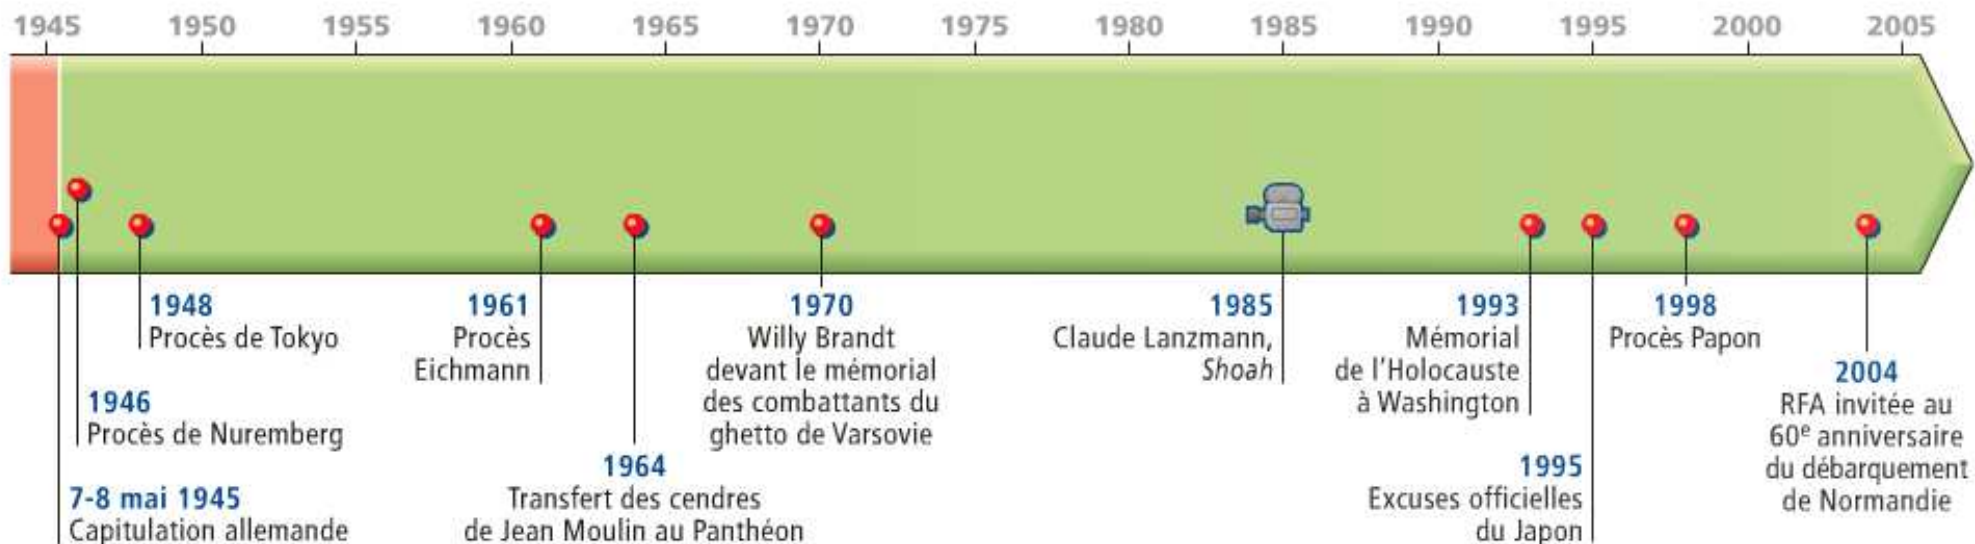 1945 1950 1955 1960 1965 1970 1975 1980 1985 1990 1995 2000 2005
7-8 mai 1945
Capitulation allemande
1946
Procès de Nuremberg
1948
Procès de Tokyo
1961
Procès
Eichmann
1964
Transfert des cendres
de Jean Moulin au Panthéon
1970
Willy Brandt
devant le mémorial
des combattants du
ghetto de Varsovie
1985
Claude Lanzmann,
Shoah
1993
Mémorial
de l'Holocauste
à Washington
1995
Excuses officielles
du Japon
1998
Procès Papon
2004
RFA invitée au
60e anniversaire
du débarquement
de Normandie